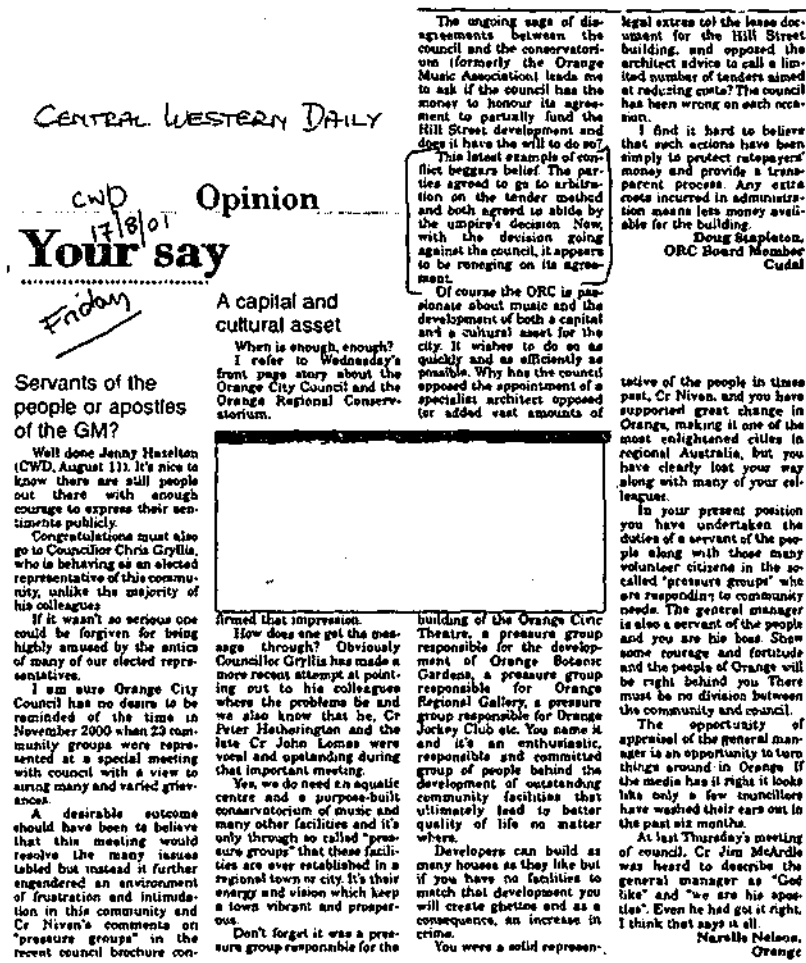 CENTRAL WESTERN DAILY
CWD
17/8/01
Opinion
Your say
Friday
A capital and
cultural asset
When is enough, enough?
I refer to Wednesday's
front page story about the
Orange City Council and the
Orange Regional Conserv-
atorium.
The ongoing saga of dis-
agreements between the
council and the conservatori-
um (formerly the Orange
Music Association) leads me
to ask if the council has the
money to honour its agree-
ment to partially fund the
Hill Street development and
does it have the will to do so?
This latest example of con-
flict beggars belief. The par-
ties agreed to go to arbitra-
tion on the tender method
and both agreed to abide by
the umpire's decision. Now,
with the decision going
against the council, it appears
to be reneging on its agree-
ment.
Of course the ORC is pas-
sionate about music and the
development of both a capital
and a cultural asset for the
city. It wishes to do so as
quickly and as efficiently as
possible. Why has the council
opposed the appointment of a
specialist architect opposed
(or added vast amounts of
legal extras to) the lease doc-
ument for the Hill Street
building, and opposed the
architect advice to call a lim-
ited number of tenders aimed
at reducing costs? The council
has been wrong on each occa-
sion.
I find it hard to believe
that such actions have been
simply to protect ratepayers'
money and provide a trans-
parent process. Any extra
costs incurred in administra-
tion means less money avail-
able for the building.
Doug Stapleton,
ORC Board Member
Cudal
Servants of the
people or apostles
of the GM?
Well done Jenny Hazelton
(CWD, August 11). It's nice to
know there are still people
out there with enough
courage to express their sen-
timents publicly.
Congratulations must also
go to Councillor Chris Gryllis,
who is behaving as an elected
representative of this commu-
nity, unlike the majority of
his colleagues
If it wasn't so serious one
could be forgiven for being
highly amused by the antics
of many of our elected repre-
sentatives.
I am sure Orange City
Council has no desire to be
reminded of the time in
November 2000 when 23 com-
munity groups were repre-
sented at a special meeting
with council with a view to
airing many and varied griev-
ances.
A desirable outcome
should have been to believe
that this meeting would
resolve the many issues
tabled but instead it further
engendered an environment
of frustration and intimida-
tion in this community and
Cr Niven's comments on
"pressure groups" in the
recent council brochure con-
firmed that impression.
How does one get the mes-
sage through? Obviously
Councillor Gryllis has made a
more recent attempt at point-
ing out to his colleagues
where the problems be and
we also know that he, Cr
Peter Hetherington and the
late Cr John Lomas were
vocal and upstanding during
that important meeting.
Yes, we do need an aquatic
centre and a purpose-built
conservatorium of music and
many other facilities and it's
only through so called "pres-
sure groups" that these facili-
ties are ever established in a
regional town or city. It's their
energy and vision which keep
a town vibrant and prosper-
ous.
Don't forget it was a pres-
sure group responsible for the
building of the Orange Civic
Theatre, a pressure group
responsible for the develop-
ment of Orange Botanic
Gardens, a pressure group
responsible for Orange
Regional Gallery, a pressure
group responsible for Orange
Jockey Club etc. You name it
and it's an enthusiastic,
responsible and committed
group of people behind the
development of outstanding
community facilities that
ultimately lead to better
quality of life no matter
where.
Developers can build as
many houses as they like but
if you have no facilities to
match that development you
will create ghettos and as a
consequence, an increase in
crime.
You were a solid represen-
tative of the people in times
past, Cr Niven, and you have
supported great change in
Orange, making it one of the
most enlightened cities in
regional Australia, but you
have clearly lost your way
along with many of your col-
leagues.
In your present position
you have undertaken the
duties of a servant of the peo-
ple along with those many
volunteer citizens in the so-
called "pressure groups" who
are responding to community
needs. The general manager
is also a servant of the people
and you are his boss. Show
some courage and fortitude
and the people of Orange will
be right behind you There
must be no division between
the community and council.
The opportunity of
appraisal of the general man-
ager is an opportunity to turn
things around in Orange If
the media has it right it looks
like only a few councillors
have washed their ears out in
the past six months.
At last Thursday's meeting
of council, Cr Jim McArdle
was heard to describe the
general manager as "God
like" and "we are his apos-
tles". Even he had got it right.
I think that says it all.
Narelle Nelson,
Orange